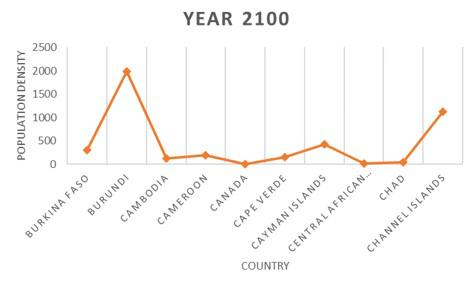 YEAR 2100
POPULATION DENSITY
2500
2000
1500
1000
500
0
BURKINA FASO
BURUNDI
CAMBODIA
CAMEROON
CANADA
CAPE VERDE
CAYMAN ISLANDS
CENTRAL AFRICAN...
CHAD
CHANNEL ISLANDS
COUNTRY